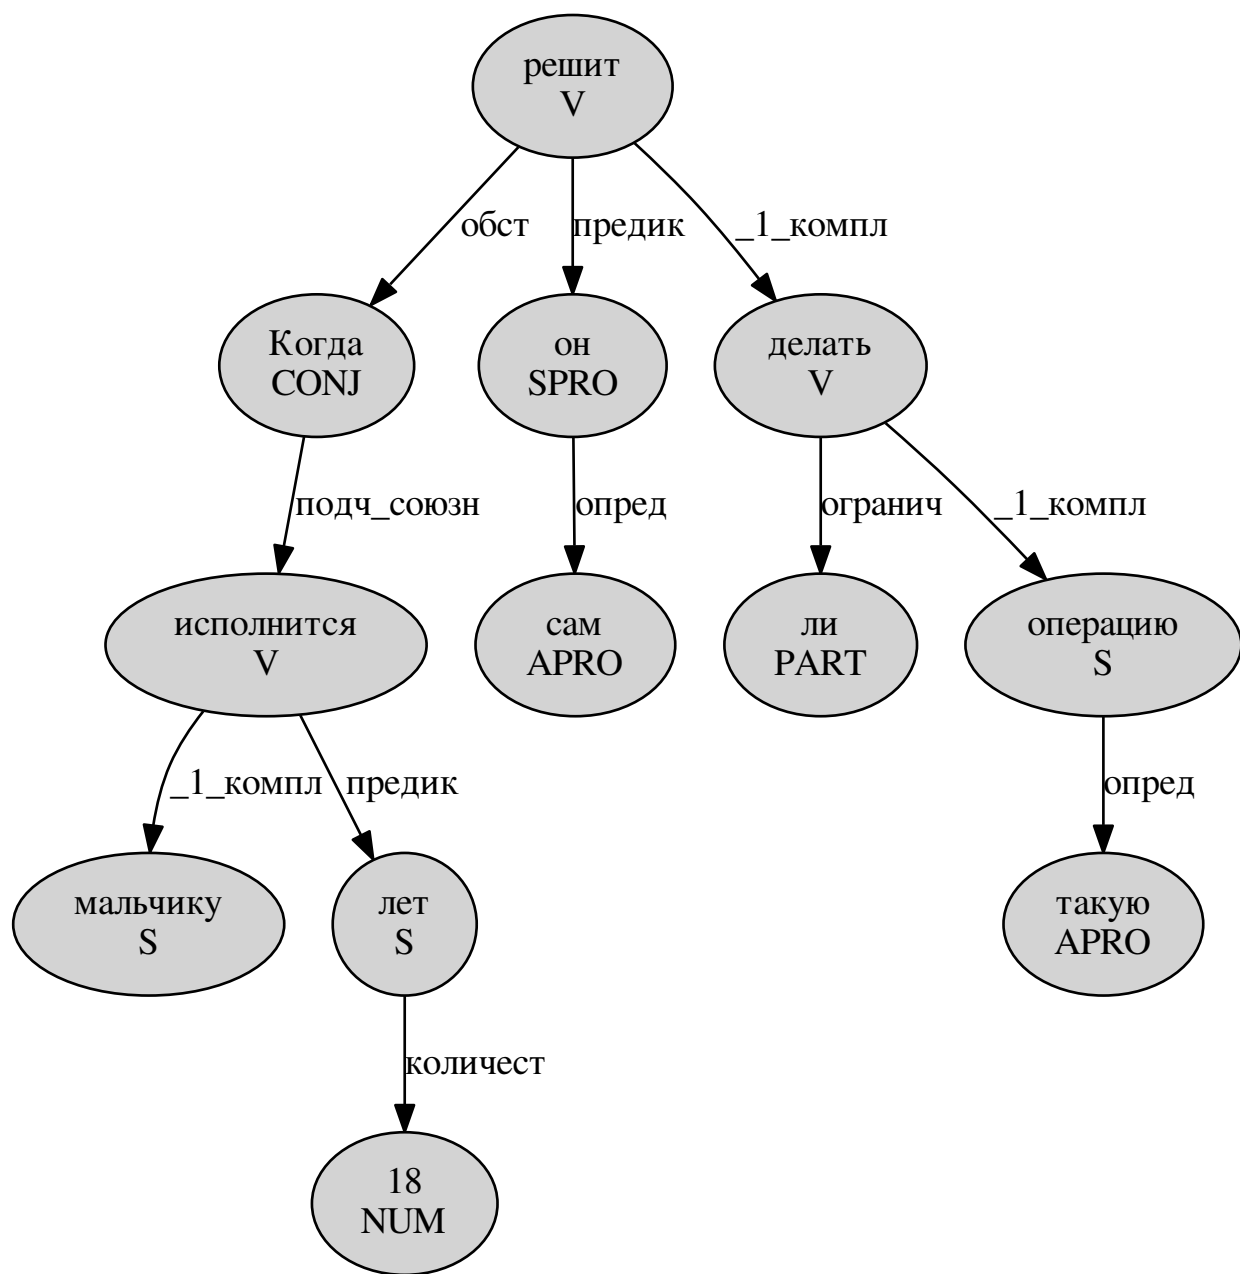 решит
V
обст
предик
_1_компл
Когда
CONJ
он
SPRO
делать
V
подч_союзн
опред
огранич
_1_компл
исполнится
V
сам
APRO
ли
PART
операцию
S
_1_компл
предик
опред
мальчику
S
лет
S
такую
APRO
количест
18
NUM